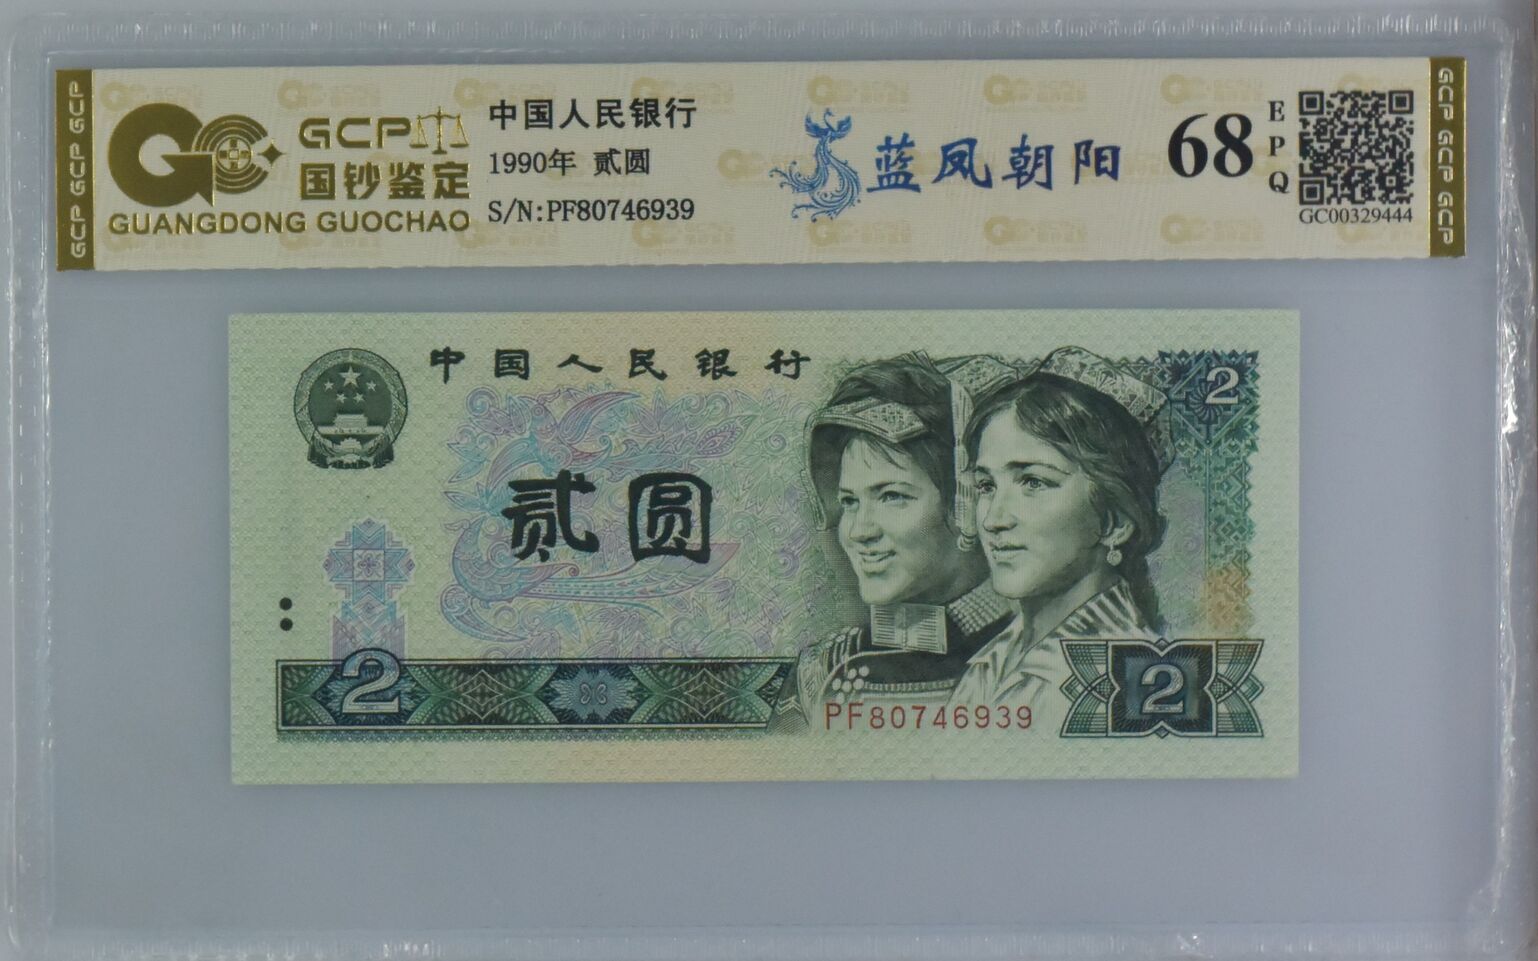 GCP
国钞鉴定
GUANGDONG GUOCHAO
中国人民银行
1990年 贰圆
S/N:PF80746939
蓝凤朝阳
68
EPQ
GC00329444
GCP GCP GCP
GCP GCP GCP
中国人民银行
2
贰圆
2
2
PF80746939